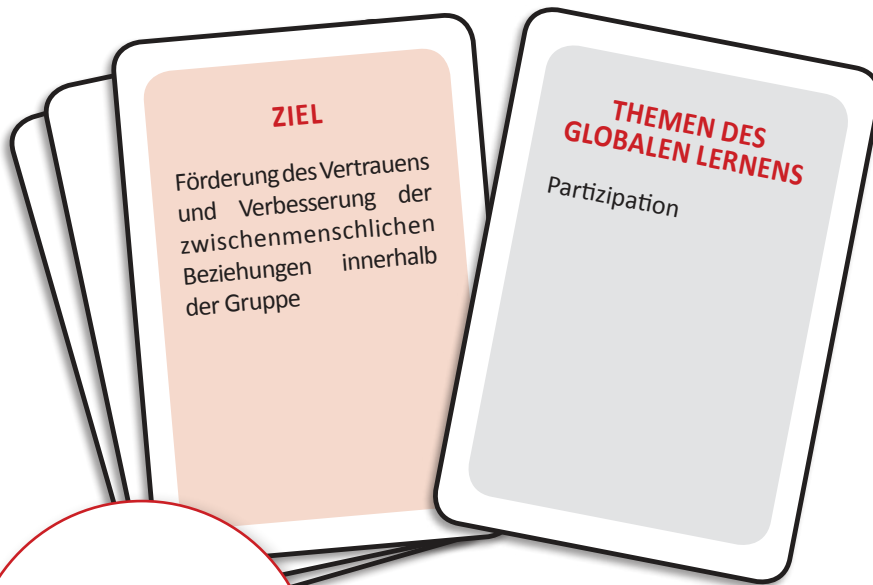 ZIEL
Förderung des Vertrauens
und Verbesserung der
zwischenmenschlichen
Beziehungen innerhalb
der Gruppe
THEMEN DES
GLOBALEN LERNENS
Partizipation